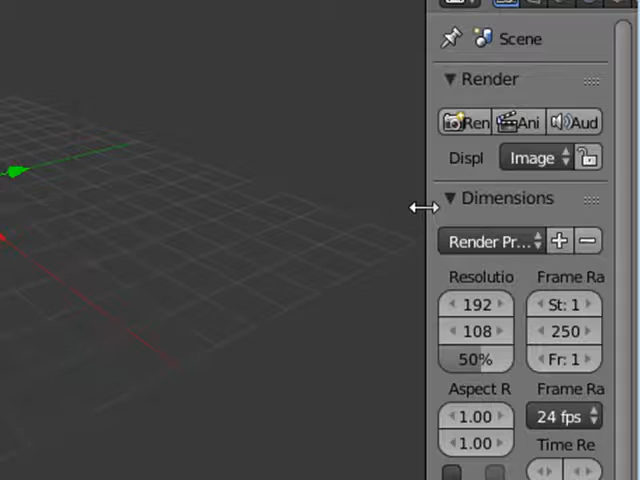 Scene
Render
Ren Ani Aud
Displ Image
Dimensions
Render Pr...
Resolutio Frame Ra
192 St: 1
108 250
50% Fr: 1
Aspect R Frame Ra
1.00 24 fps
1.00 Time Re